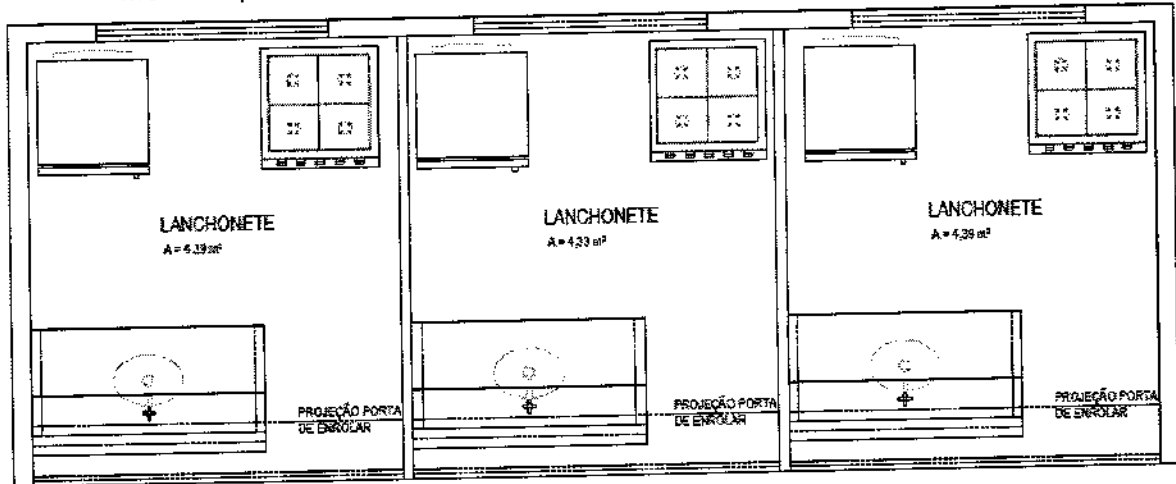 LANCHONETE
A = 4,39 m²
LANCHONETE
A = 4,33 m²
LANCHONETE
A = 4,39 m²
PROJEÇÃO PORTA
DE ENROLAR
PROJEÇÃO PORTA
DE ENROLAR
PROJEÇÃO PORTA
DE ENROLAR